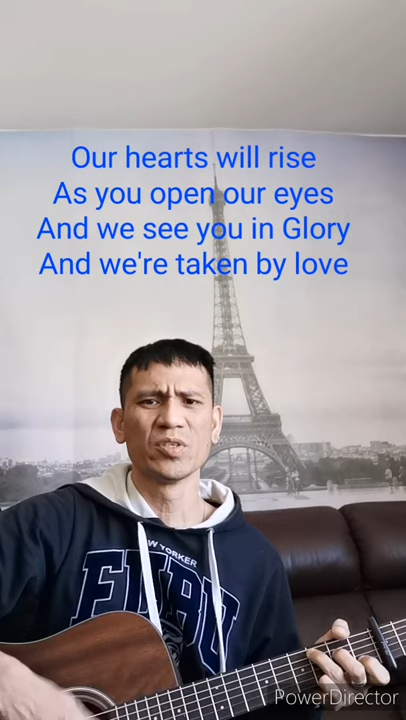 Our hearts will rise
As you open our eyes
And we see you in Glory
And we're taken by love
NEW YORKER
FUBU
PowerDirector